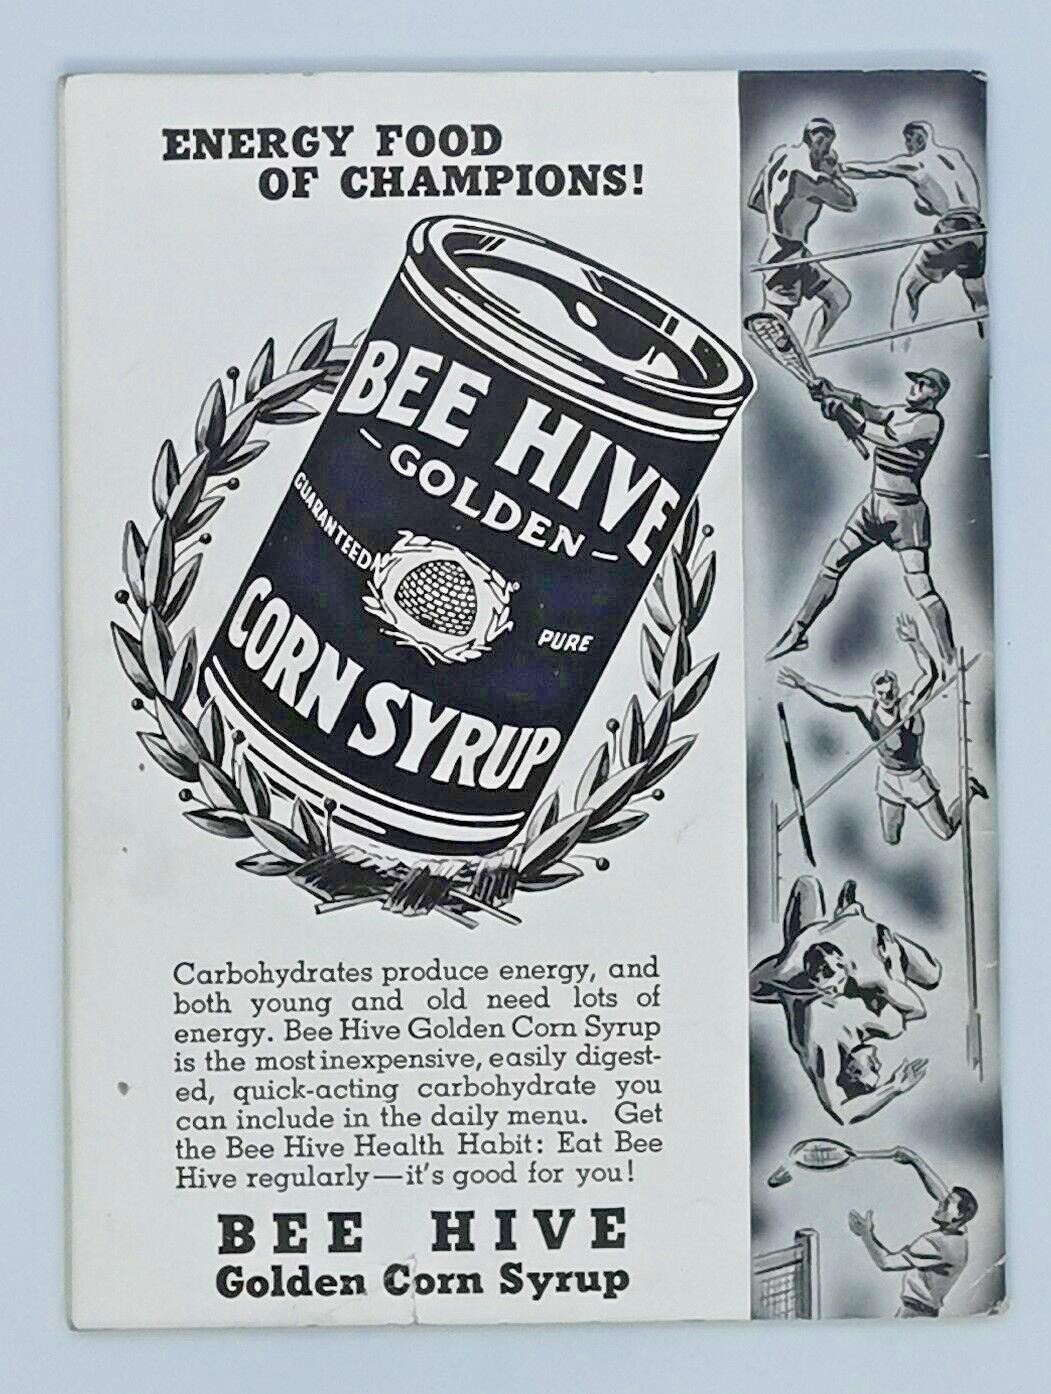 ENERGY FOOD
OF CHAMPIONS!
BEE HIVE
- GOLDEN -
GUARANTEED
PURE
CORN SYRUP
Carbohydrates produce energy, and
both young and old need lots of
energy. Bee Hive Golden Corn Syrup
is the most inexpensive, easily digest-
ed, quick-acting carbohydrate you
can include in the daily menu. Get
the Bee Hive Health Habit: Eat Bee
Hive regularly—it's good for you!
BEE HIVE
Golden Corn Syrup